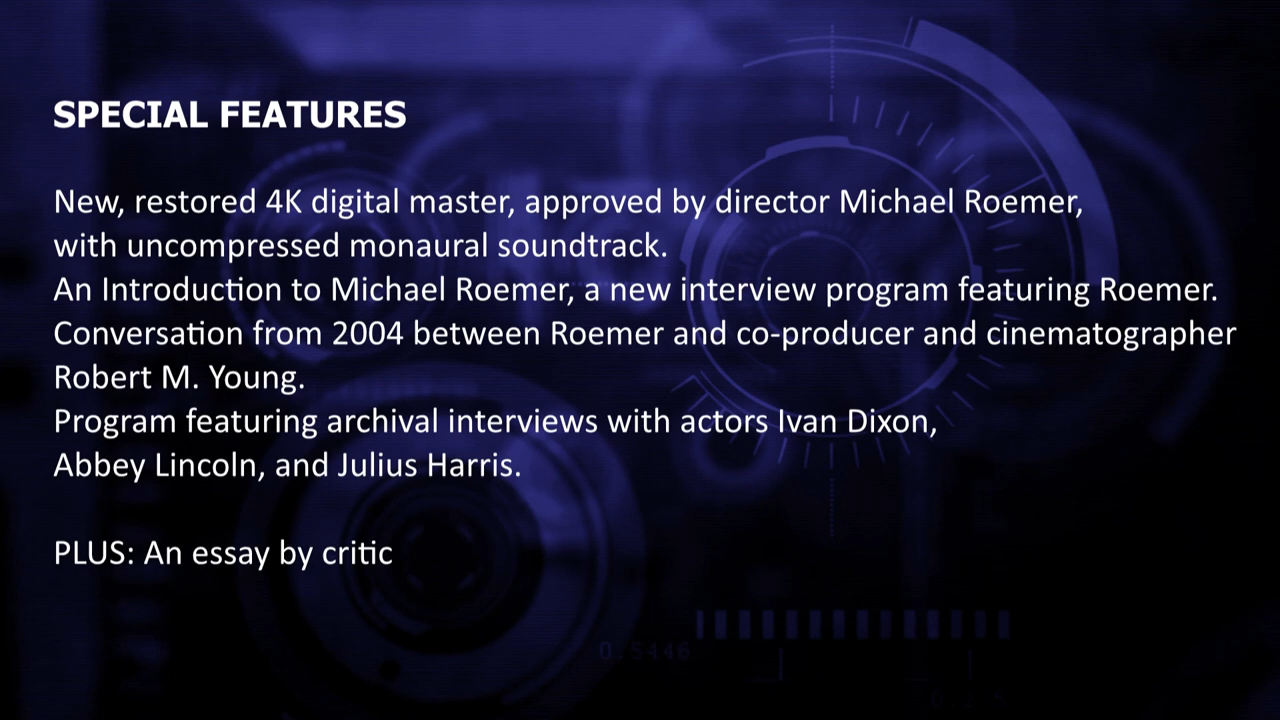 SPECIAL FEATURES
New, restored 4K digital master, approved by director Michael Roemer,
with uncompressed monaural soundtrack.
An Introduction to Michael Roemer, a new interview program featuring Roemer.
Conversation from 2004 between Roemer and co-producer and cinematographer
Robert M. Young.
Program featuring archival interviews with actors Ivan Dixon,
Abbey Lincoln, and Julius Harris.
PLUS: An essay by critic
0.5446